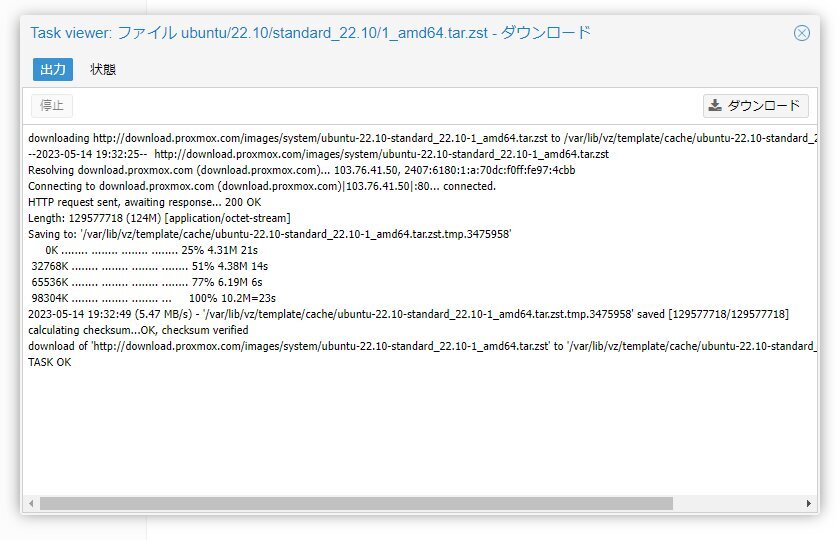 Task viewer: ファイル ubuntu/22.10/standard_22.10/1_amd64.tar.zst - ダウンロード
出力 状態
停止 ダウンロード
downloading http://download.proxmox.com/images/system/ubuntu-22.10-standard_22.10-1_amd64.tar.zst to /var/lib/vz/template/cache/ubuntu-22.10-standard_22
--2023-05-14 19:32:25-- http://download.proxmox.com/images/system/ubuntu-22.10-standard_22.10-1_amd64.tar.zst
Resolving download.proxmox.com (download.proxmox.com)... 103.76.41.50, 2407:6180:1:a:70dc:f0ff:fe97:4cbb
Connecting to download.proxmox.com (download.proxmox.com)|103.76.41.50|:80... connected.
HTTP request sent, awaiting response... 200 OK
Length: 129577718 (124M) [application/octet-stream]
Saving to: '/var/lib/vz/template/cache/ubuntu-22.10-standard_22.10-1_amd64.tar.zst.tmp.3475958'
0K ........ ........ ........ ........ 25% 4.31M 21s
32768K ........ ........ ........ ........ 51% 4.38M 14s
65536K ........ ........ ........ ........ 77% 6.19M 6s
98304K ........ ........ ........ ... 100% 10.2M=23s
2023-05-14 19:32:49 (5.47 MB/s) - '/var/lib/vz/template/cache/ubuntu-22.10-standard_22.10-1_amd64.tar.zst.tmp.3475958' saved [129577718/129577718]
calculating checksum...OK, checksum verified
download of 'http://download.proxmox.com/images/system/ubuntu-22.10-standard_22.10-1_amd64.tar.zst' to '/var/lib/vz/template/cache/ubuntu-22.10-standard_
TASK OK